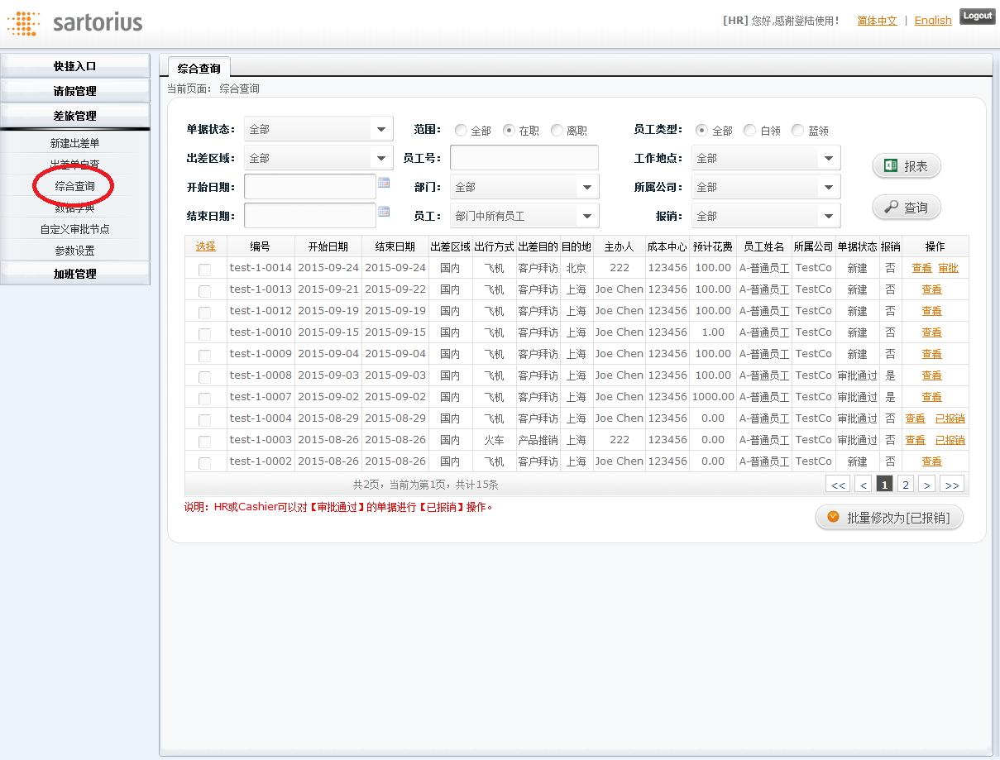 sartorius
[HR] 您好,感谢登陆使用! 简体中文 | English Logout
快捷入口
请假管理
差旅管理
新建出差单
出差单自查
综合查询
数据字典
自定义审批节点
参数设置
加班管理
综合查询
当前页面: 综合查询
单据状态: 全部 范围: 全部 在职 离职 员工类型: 全部 白领 蓝领
出差区域: 全部 员工号: 工作地点: 全部
报表
开始日期: 部门: 全部 所属公司: 全部
查询
结束日期: 员工: 部门中所有员工 报销: 全部
选择 编号 开始日期 结束日期 出差区域 出行方式 出差目的 目的地 主办人 成本中心 预计花费 员工姓名 所属公司 单据状态 报销 操作
test-1-0014 2015-09-24 2015-09-24 国内 飞机 客户拜访 北京 222 123456 100.00 A-普通员工 TestCo 新建 否 查看 审批
test-1-0013 2015-09-21 2015-09-22 国内 飞机 客户拜访 上海 Joe Chen 123456 100.00 A-普通员工 TestCo 新建 否 查看
test-1-0012 2015-09-19 2015-09-19 国内 飞机 客户拜访 上海 Joe Chen 123456 100.00 A-普通员工 TestCo 新建 否 查看
test-1-0010 2015-09-15 2015-09-15 国内 飞机 客户拜访 上海 Joe Chen 123456 1.00 A-普通员工 TestCo 新建 否 查看
test-1-0009 2015-09-04 2015-09-04 国内 飞机 客户拜访 上海 Joe Chen 123456 100.00 A-普通员工 TestCo 新建 否 查看
test-1-0008 2015-09-03 2015-09-03 国内 飞机 客户拜访 上海 Joe Chen 123456 100.00 A-普通员工 TestCo 审批通过 是 查看
test-1-0007 2015-09-02 2015-09-02 国内 飞机 客户拜访 上海 Joe Chen 123456 1000.00 A-普通员工 TestCo 审批通过 是 查看
test-1-0004 2015-08-29 2015-08-29 国内 飞机 客户拜访 上海 Joe Chen 123456 0.00 A-普通员工 TestCo 审批通过 否 查看 已报销
test-1-0003 2015-08-26 2015-08-26 国内 火车 产品推销 上海 222 123456 0.00 A-普通员工 TestCo 审批通过 否 查看 已报销
test-1-0002 2015-08-26 2015-08-26 国内 飞机 客户拜访 上海 Joe Chen 123456 0.00 A-普通员工 TestCo 新建 否 查看
共2页, 当前为第1页, 共计15条 << < 1 2 > >>
说明: HR或Cashier可以对【审批通过】的单据进行【已报销】操作。
批量修改为[已报销]